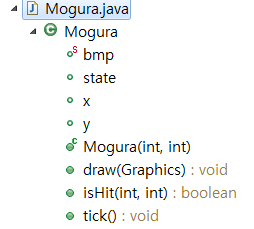 Mogura.java
Mogura
bmp
state
x
y
Mogura(int, int)
draw(Graphics) : void
isHit(int, int) : boolean
tick() : void